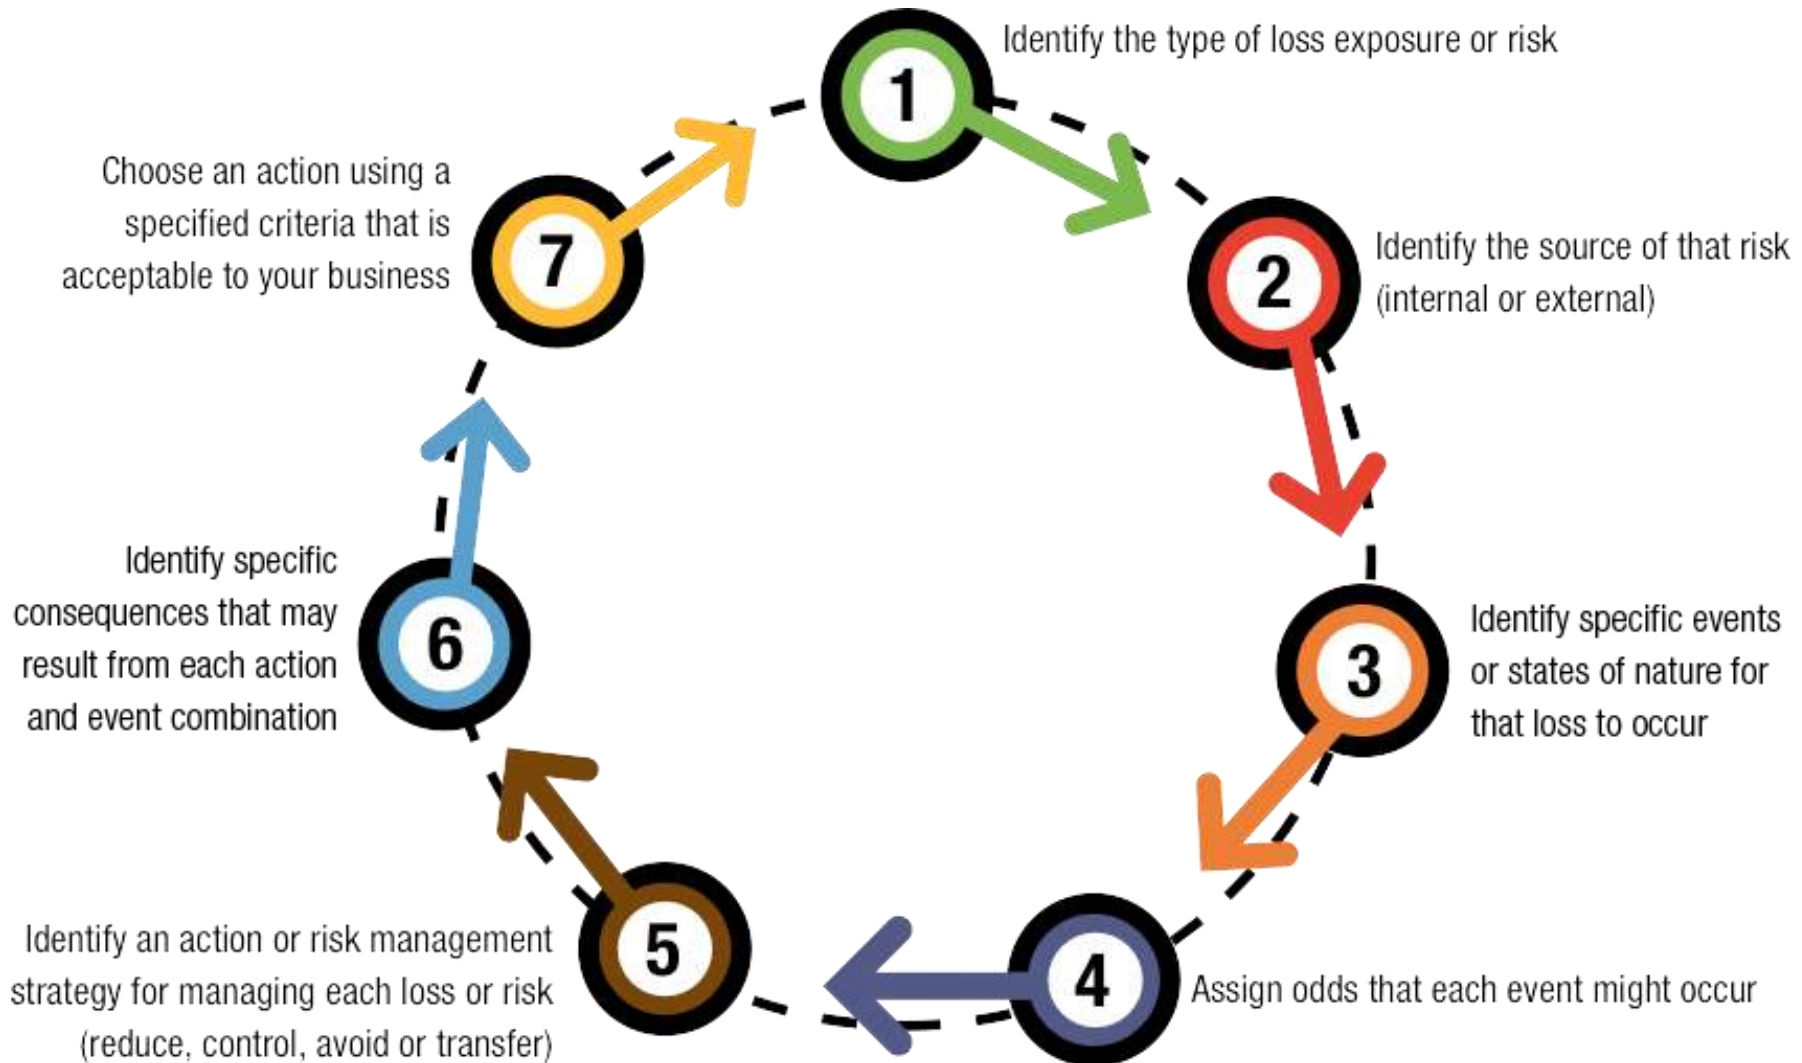 1
Identify the type of loss exposure or risk
2
Identify the source of that risk
(internal or external)
3
Identify specific events
or states of nature for
that loss to occur
4
Assign odds that each event might occur
5
Identify an action or risk management
strategy for managing each loss or risk
(reduce, control, avoid or transfer)
6
Identify specific
consequences that may
result from each action
and event combination
7
Choose an action using a
specified criteria that is
acceptable to your business